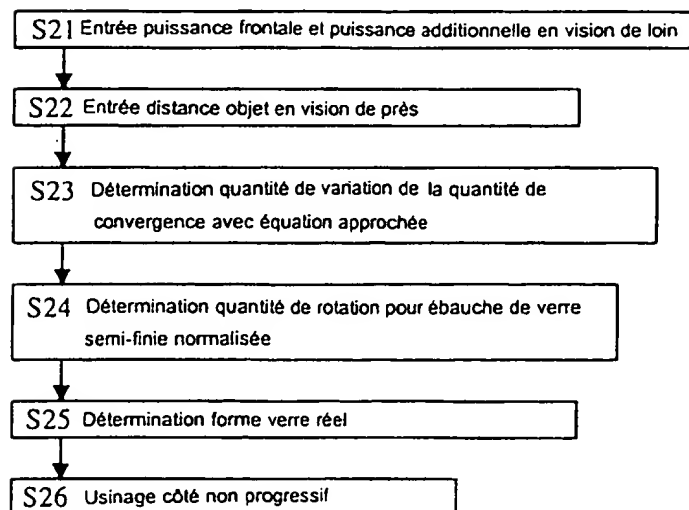 S21 Entrée puissance frontale et puissance additionnelle en vision de loin
S22 Entrée distance objet en vision de près
S23 Détermination quantité de variation de la quantité de
convergence avec équation approchée
S24 Détermination quantité de rotation pour ébauche de verre
semi-finie normalisée
S25 Détermination forme verre réel
S26 Usinage côté non progressif